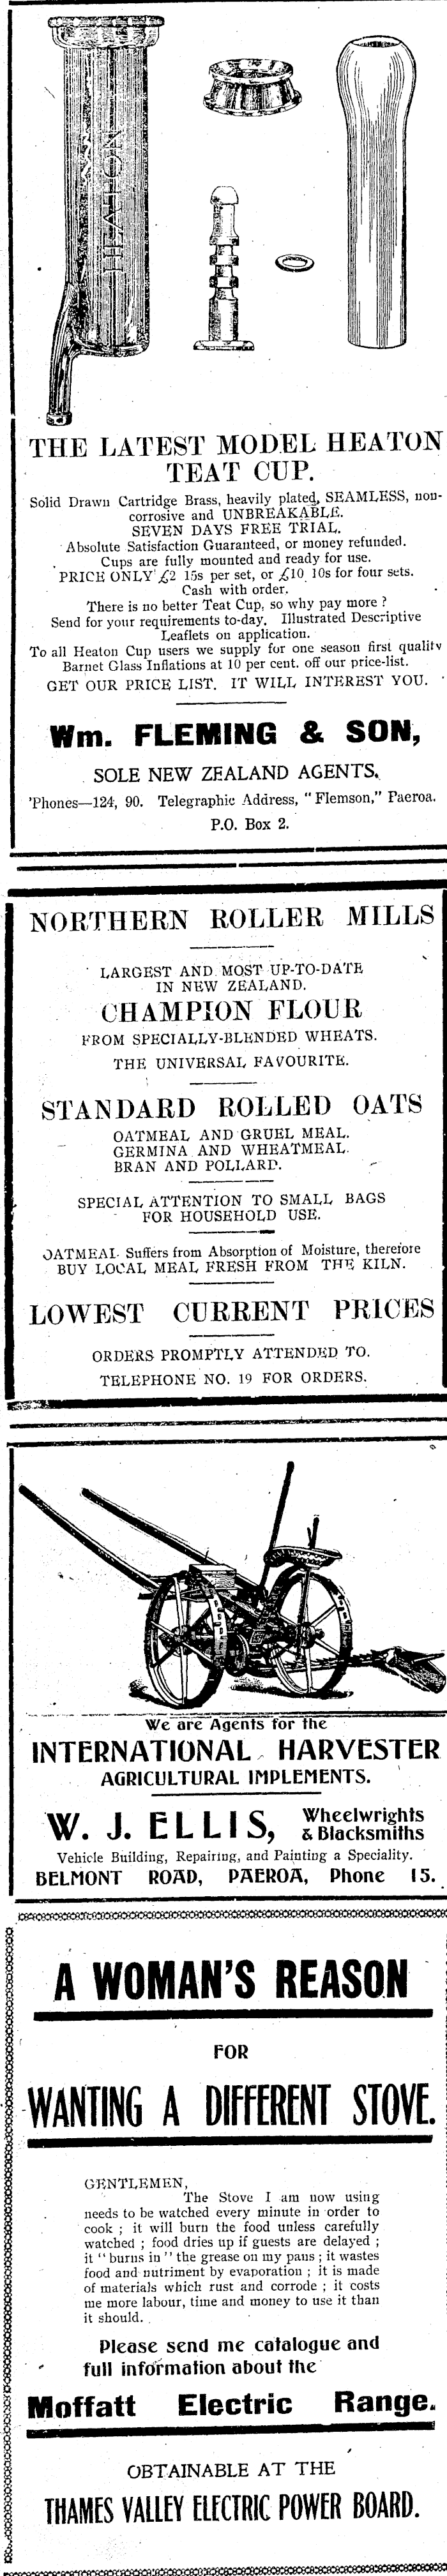 HEATON
THE LATEST MODEL HEATON
TEAT CUP.
Solid Drawn Cartridge Brass, heavily plated, SEAMLESS, non-
corrosive and UNBREAKABLE.
SEVEN DAYS FREE TRIAL.
Absolute Satisfaction Guaranteed, or money refunded.
Cups are fully mounted and ready for use.
PRICE ONLY £2 15s per set, or £10 10s for four sets.
Cash with order.
There is no better Teat Cup, so why pay more ?
Send for your requirements to-day. Illustrated Descriptive
Leaflets on application.
To all Heaton Cup users we supply for one season first quality
Barnet Glass Inflations at 10 per cent. off our price-list.
GET OUR PRICE LIST. IT WILL INTEREST YOU.
Wm. FLEMING & SON,
SOLE NEW ZEALAND AGENTS.
'Phones—124, 90. Telegraphic Address, "Flemson," Paeroa.
P.O. Box 2.
NORTHERN ROLLER MILLS
LARGEST AND MOST UP-TO-DATE
IN NEW ZEALAND.
CHAMPION FLOUR
FROM SPECIALLY-BLENDED WHEATS.
THE UNIVERSAL FAVOURITE.
STANDARD ROLLED OATS
OATMEAL AND GRUEL MEAL.
GERMINA AND WHEATMEAL.
BRAN AND POLLARD.
SPECIAL ATTENTION TO SMALL BAGS
FOR HOUSEHOLD USE.
OATMEAL Suffers from Absorption of Moisture, therefore
BUY LOCAL MEAL FRESH FROM THE KILN.
LOWEST CURRENT PRICES
ORDERS PROMPTLY ATTENDED TO.
TELEPHONE NO. 19 FOR ORDERS.
We are Agents for the
INTERNATIONAL HARVESTER
AGRICULTURAL IMPLEMENTS.
W. J. ELLIS, Wheelwrights
& Blacksmiths
Vehicle Building, Repairing, and Painting a Speciality.
BELMONT ROAD, PAEROA, Phone 15.
A WOMAN'S REASON
FOR
WANTING A DIFFERENT STOVE.
GENTLEMEN,
The Stove I am now using
needs to be watched every minute in order to
cook ; it will burn the food unless carefully
watched ; food dries up if guests are delayed ;
it "burns in" the grease on my pans ; it wastes
food and nutriment by evaporation ; it is made
of materials which rust and corrode ; it costs
me more labour, time and money to use it than
it should.
Please send me catalogue and
full information about the
Moffatt Electric Range.
OBTAINABLE AT THE
THAMES VALLEY ELECTRIC POWER BOARD.